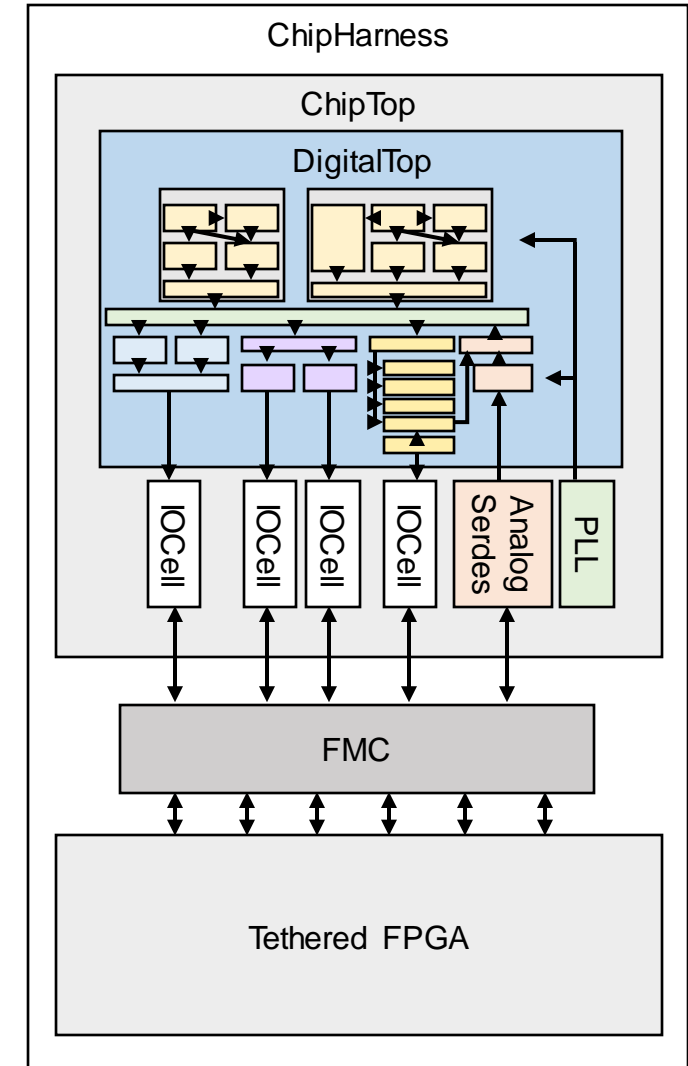 ChipHarness
ChipTop
DigitalTop
IOCell
IOCell
IOCell
IOCell
Analog
Serdes
PLL
FMC
Tethered FPGA